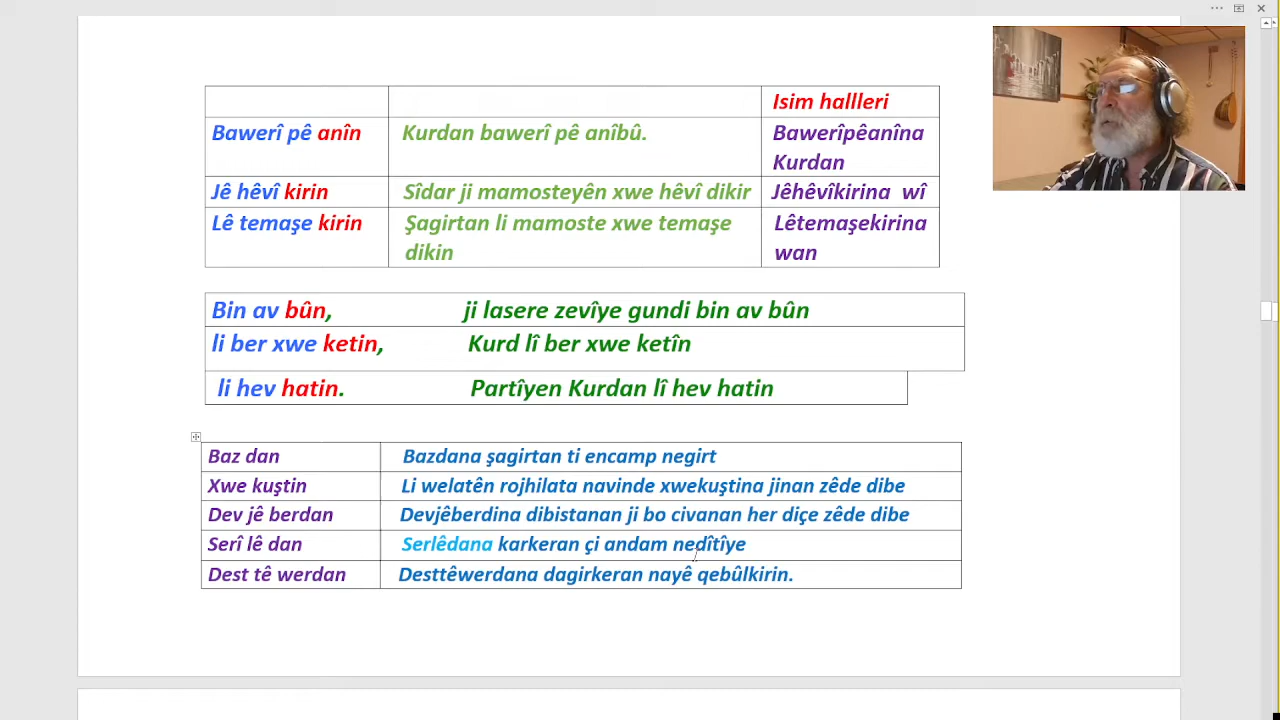 Isim hallleri
Bawerî pê anîn Kurdan bawerî pê anîbû. Bawerîpêanîna
Kurdan
Jê hêvî kirin Sîdar ji mamosteyên xwe hêvî dikir Jêhêvîkirina wî
Lê temaşe kirin Şagirtan li mamoste xwe temaşe Lêtemaşekirina
dikin wan
Bin av bûn, ji lasere zevîye gundi bin av bûn
li ber xwe ketin, Kurd lî ber xwe ketîn
li hev hatin. Partîyen Kurdan lî hev hatin
Baz dan Bazdana şagirtan ti encamp negirt
Xwe kuştin Li welatên rojhilata navinde xwekuştina jinan zêde dibe
Dev jê berdan Devjêberdina dibistanan ji bo civanan her diçe zêde dibe
Serî lê dan Serlêdana karkeran çi andam nedîtîye
Dest tê werdan Desttêwerdana dagirkeran nayê qebûlkirin.